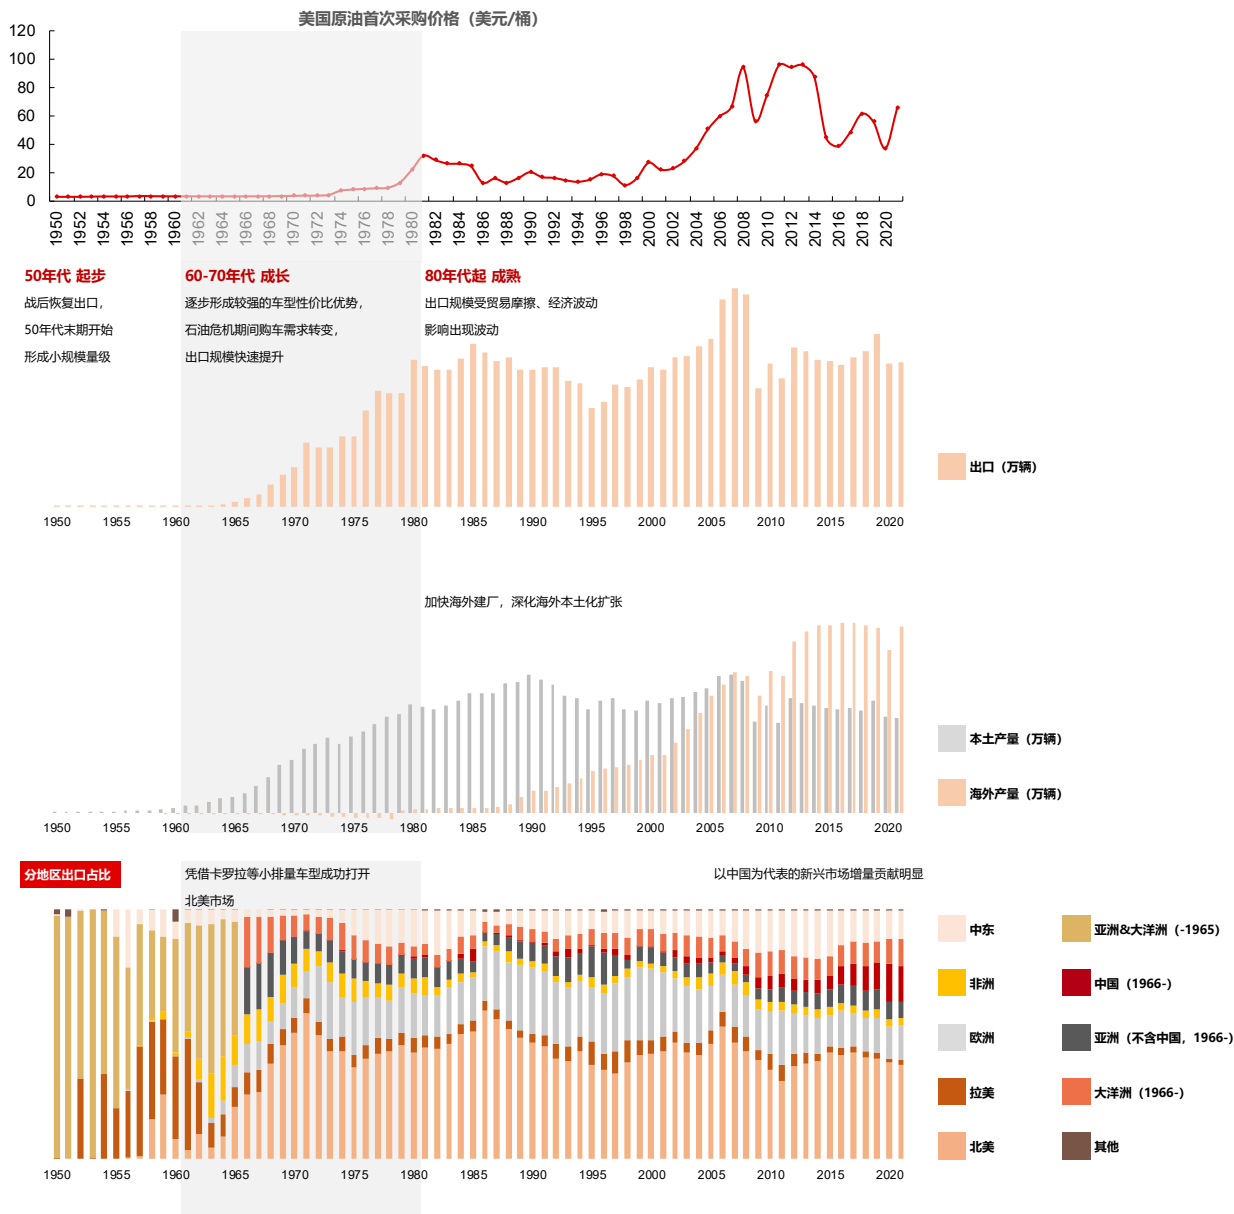 美国原油首次采购价格（美元/桶）
120
100
80
60
40
20
0
1950 1952 1954 1956 1958 1960 1962 1964 1966 1968 1970 1972 1974 1976 1978 1980 1982 1984 1986 1988 1990 1992 1994 1996 1998 2000 2002 2004 2006 2008 2010 2012 2014 2016 2018 2020
50年代 起步
战后恢复出口，
50年代末期开始
形成小规模量级
60-70年代 成长
逐步形成较强的车型性价比优势，
石油危机期间购车需求转变，
出口规模快速提升
80年代起 成熟
出口规模受贸易摩擦、经济波动
影响出现波动
出口（万辆）
1950 1955 1960 1965 1970 1975 1980 1985 1990 1995 2000 2005 2010 2015 2020
加快海外建厂，深化海外本土化扩张
本土产量（万辆）
海外产量（万辆）
1950 1955 1960 1965 1970 1975 1980 1985 1990 1995 2000 2005 2010 2015 2020
分地区出口占比
凭借卡罗拉等小排量车型成功打开
北美市场
以中国为代表的新兴市场增量贡献明显
中东
亚洲&大洋洲（-1965）
非洲
中国（1966-）
欧洲
亚洲（不含中国，1966-）
拉美
大洋洲（1966-）
北美
其他
1950 1955 1960 1965 1970 1975 1980 1985 1990 1995 2000 2005 2010 2015 2020